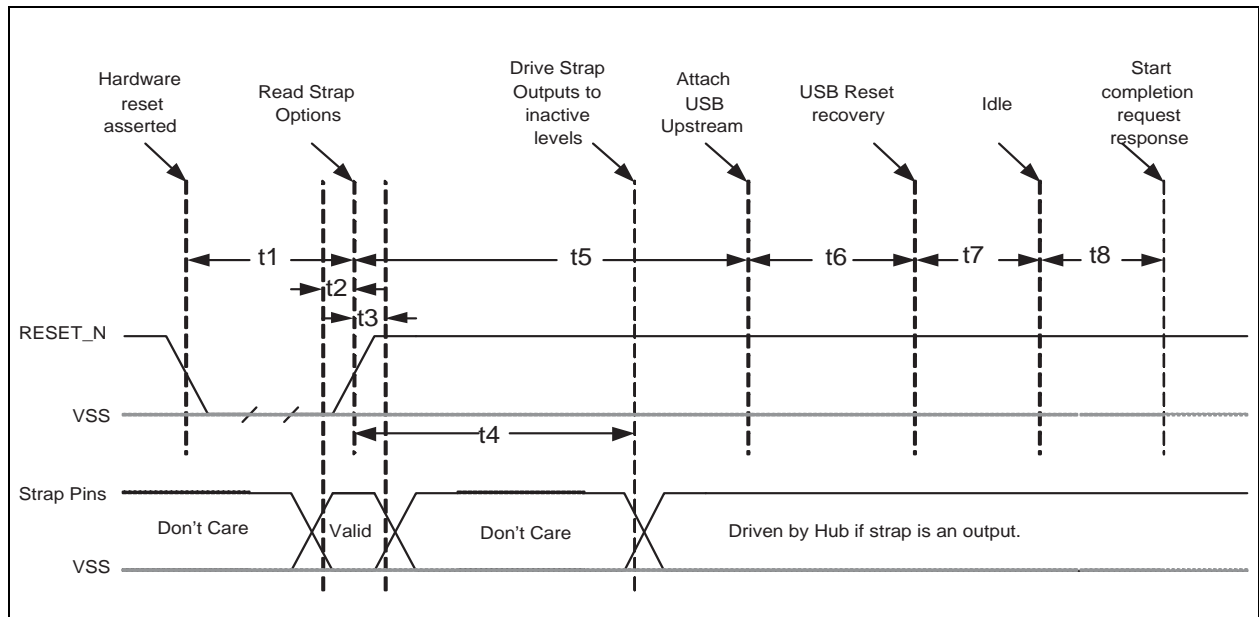 Hardware
reset
asserted
Read Strap
Options
Drive Strap
Outputs to
inactive
levels
Attach
USB
Upstream
USB Reset
recovery
Idle
Start
completion
request
response
t1
t5
t6
t7
t8
t2
t3
RESET_N
VSS
t4
Strap Pins
Don't Care
Valid
Don't Care
Driven by Hub if strap is an output.
VSS